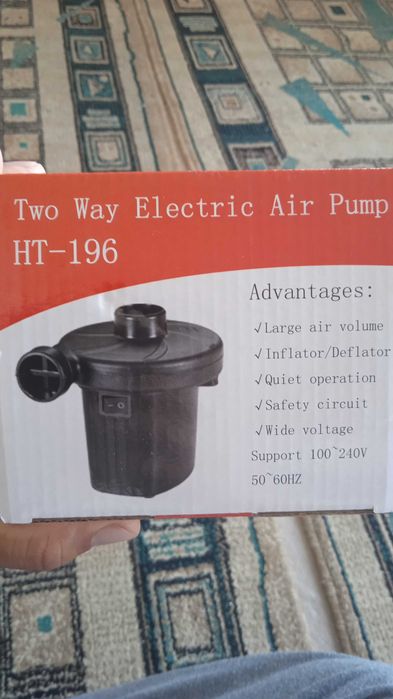 Two Way Electric Air Pump
HT-196
Advantages:
√Large air volume
√Inflator/Deflator
√Quiet operation
√Safety circuit
√Wide voltage
Support 100~240V
50~60HZ